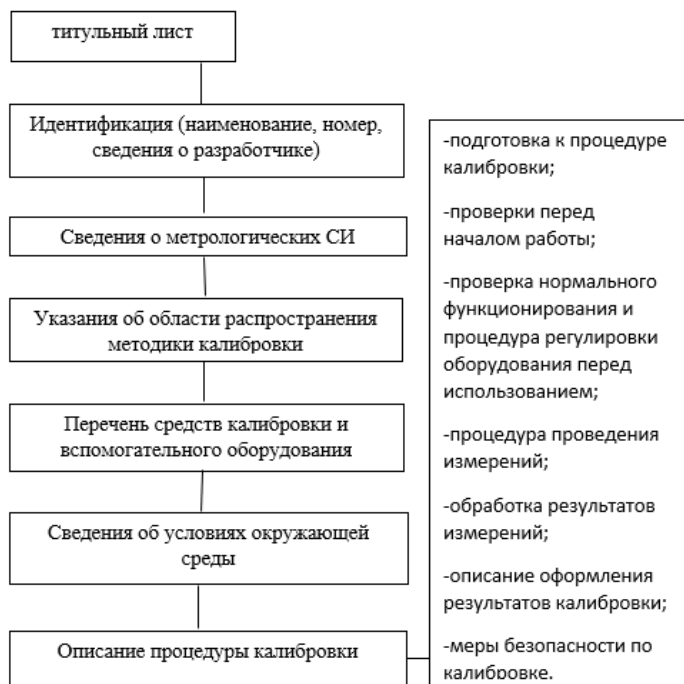 титульный лист
Идентификация (наименование, номер,
сведения о разработчике)
Сведения о метрологических СИ
Указания об области распространения
методики калибровки
Перечень средств калибровки и
вспомогательного оборудования
Сведения об условиях окружающей
среды
Описание процедуры калибровки
-подготовка к процедуре
калибровки;
-проверки перед
началом работы;
-проверка нормального
функционирования и
процедура регулировки
оборудования перед
использованием;
-процедура проведения
измерений;
-обработка результатов
измерений;
-описание оформления
результатов калибровки;
-меры безопасности по
калибровке.